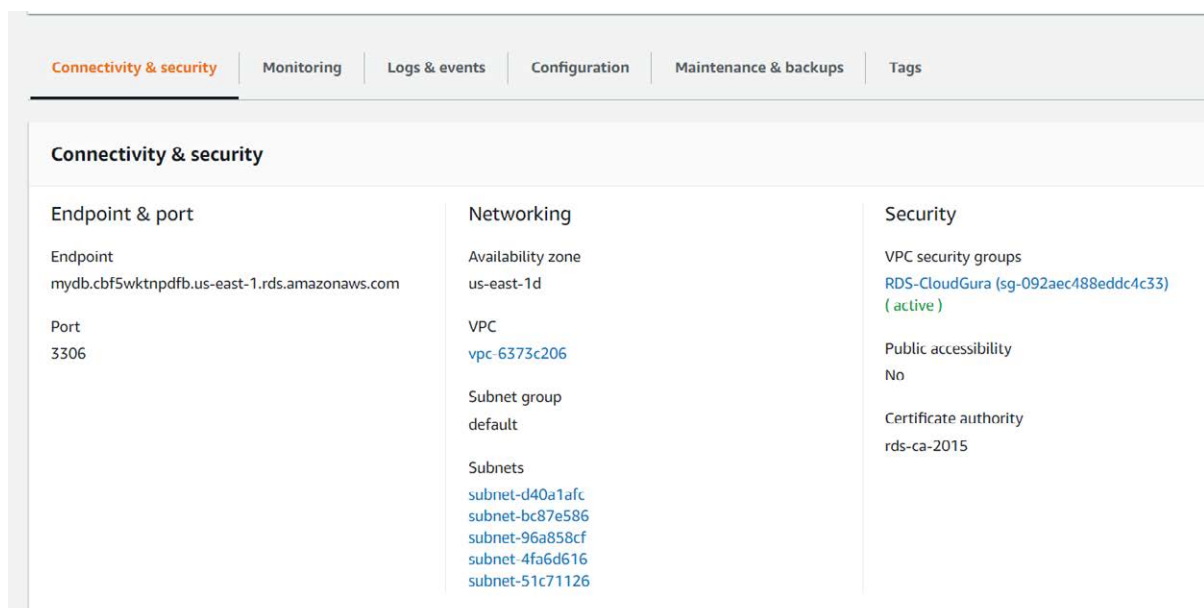 Connectivity & security
Monitoring
Logs & events
Configuration
Maintenance & backups
Tags
Connectivity & security
Endpoint & port
Endpoint
mydb.cbf5wktnpdfb.us-east-1.rds.amazonaws.com
Port
3306
Networking
Availability zone
us-east-1d
VPC
vpc-6373c206
Subnet group
default
Subnets
subnet-d40a1afc
subnet-bc87e586
subnet-96a858cf
subnet-4fa6d616
subnet-51c71126
Security
VPC security groups
RDS-CloudGura (sg-092aec488eddc4c33)
( active )
Public accessibility
No
Certificate authority
rds-ca-2015